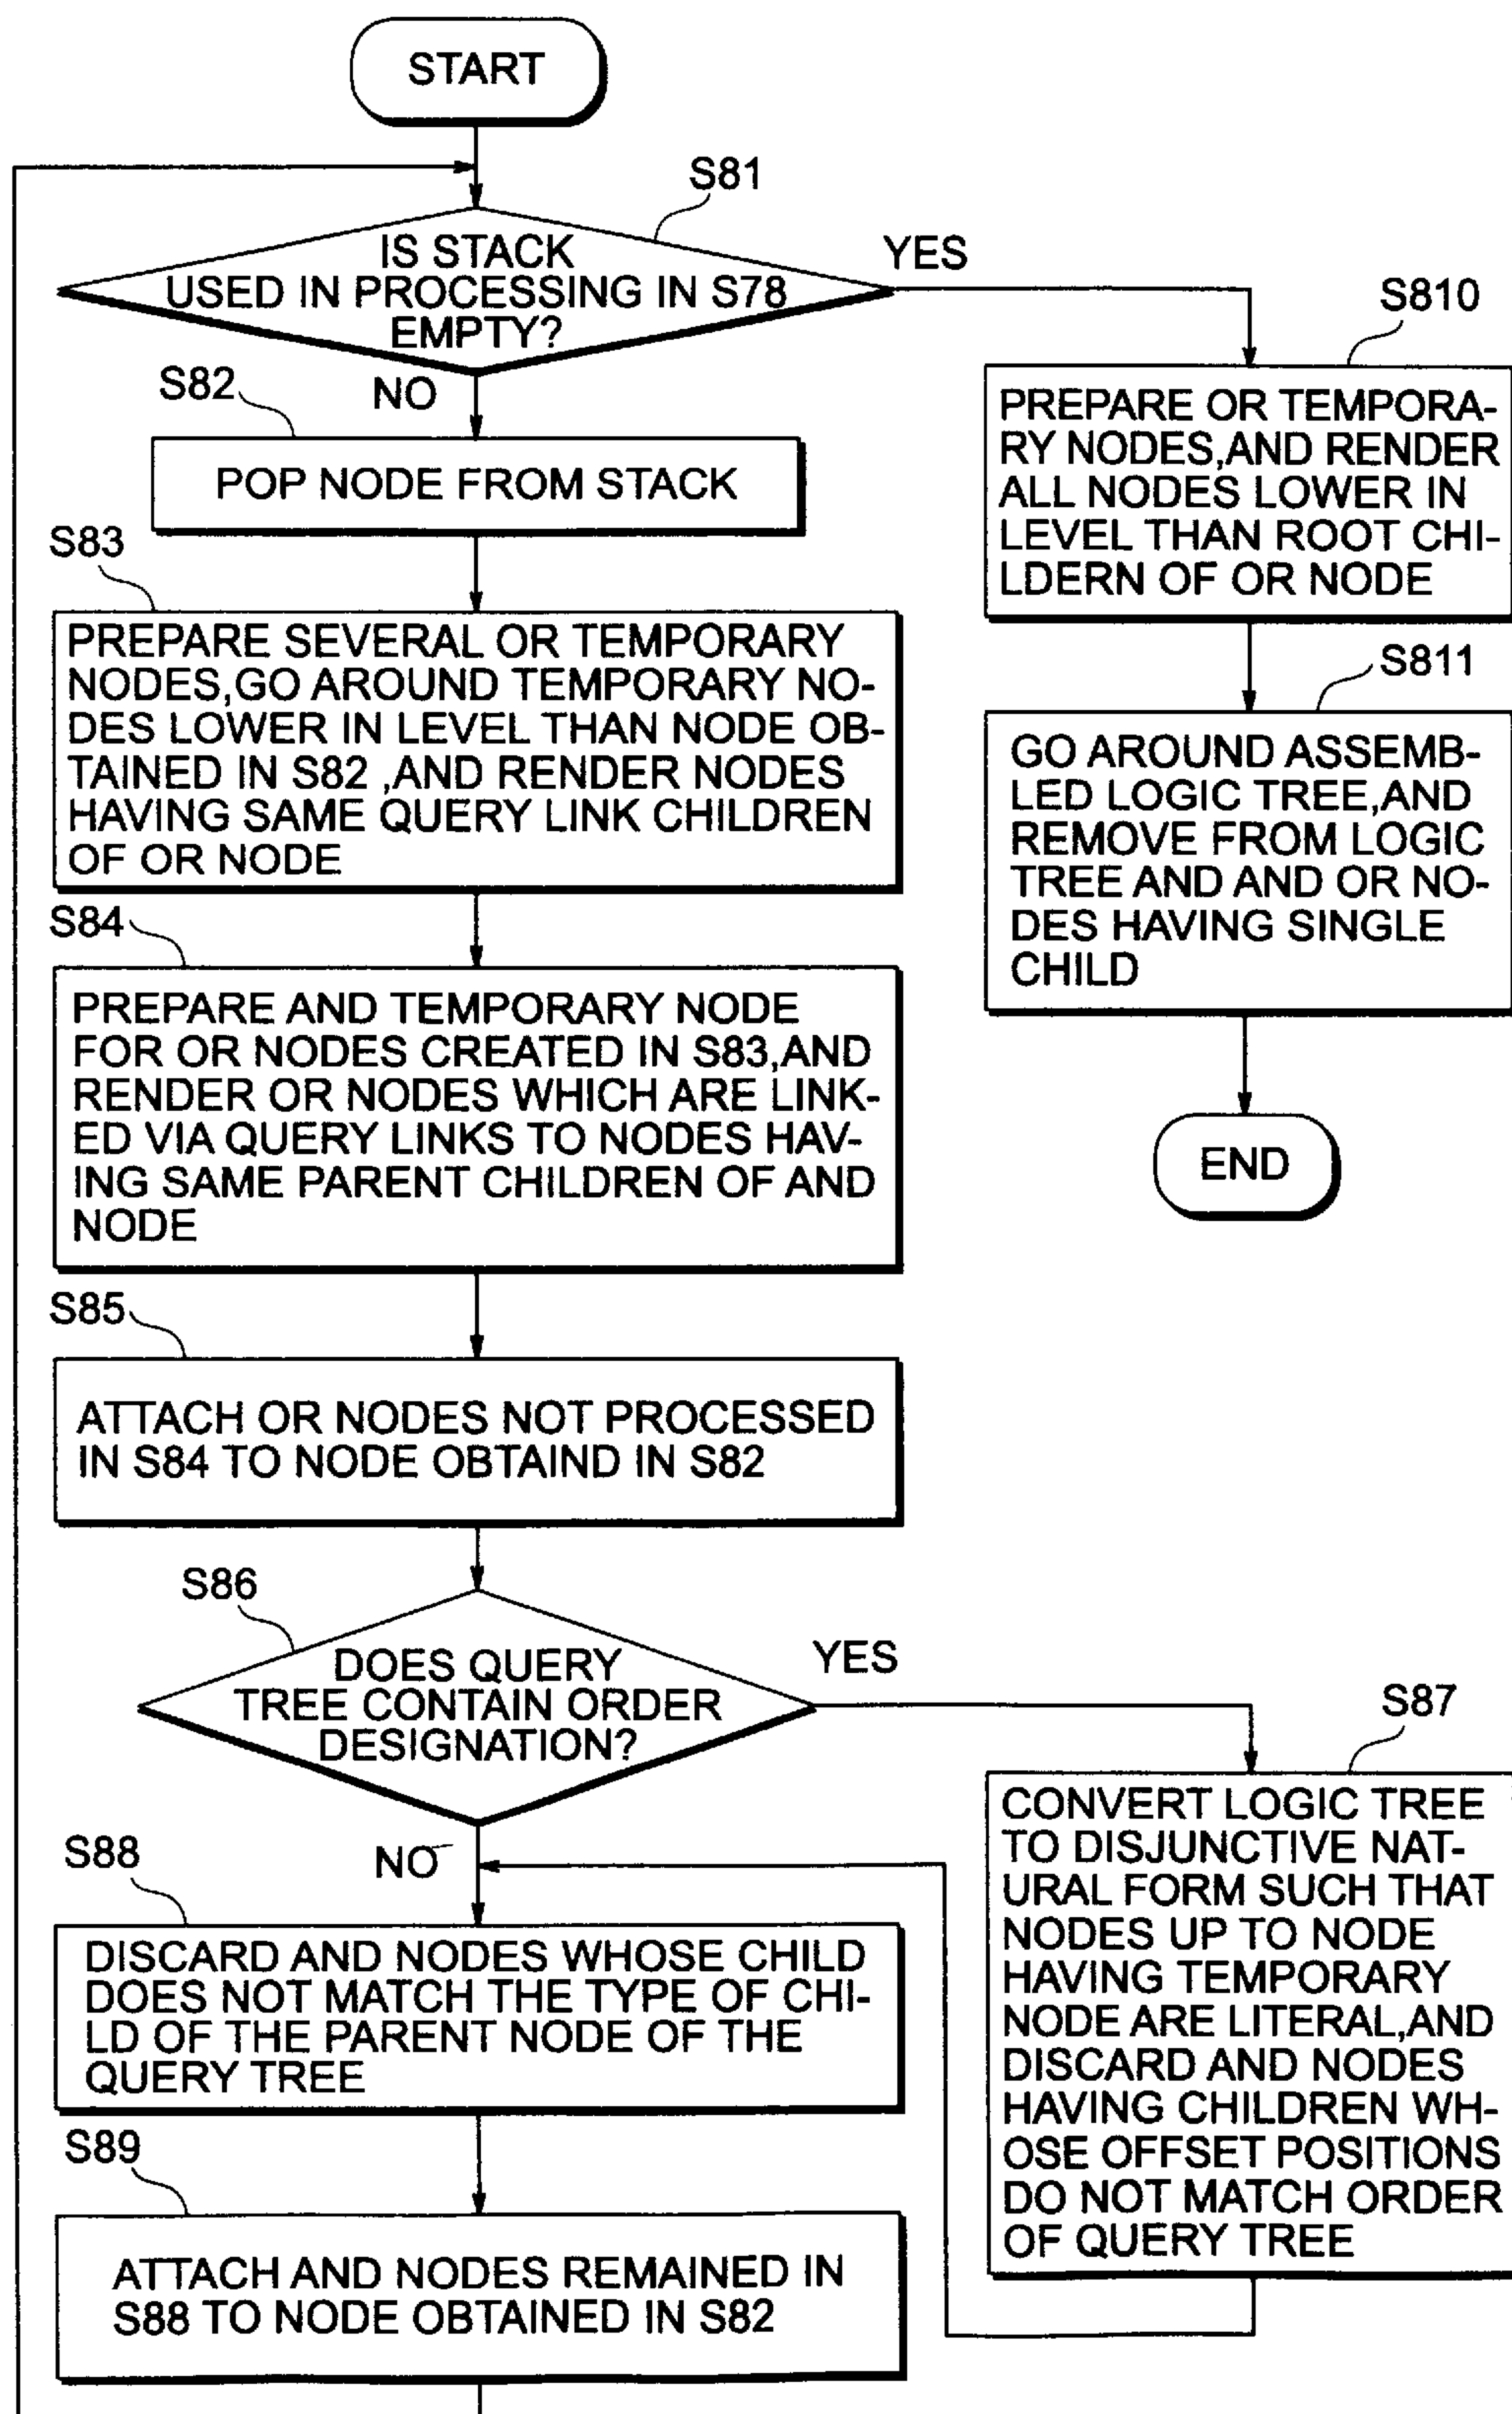 START
S81
IS STACK
USED IN PROCESSING IN S78
EMPTY?
YES
NO
S82
POP NODE FROM STACK
S83
PREPARE SEVERAL OR TEMPORARY
NODES,GO AROUND TEMPORARY NO-
DES LOWER IN LEVEL THAN NODE OB-
TAINED IN S82 ,AND RENDER NODES
HAVING SAME QUERY LINK CHILDREN
OF OR NODE
S84
PREPARE AND TEMPORARY NODE
FOR OR NODES CREATED IN S83,AND
RENDER OR NODES WHICH ARE LINK-
ED VIA QUERY LINKS TO NODES HAV-
ING SAME PARENT CHILDREN OF AND
NODE
S85
ATTACH OR NODES NOT PROCESSED
IN S84 TO NODE OBTAIND IN S82
S86
DOES QUERY
TREE CONTAIN ORDER
DESIGNATION?
YES
NO
S88
DISCARD AND NODES WHOSE CHILD
DOES NOT MATCH THE TYPE OF CHI-
LD OF THE PARENT NODE OF THE
QUERY TREE
S89
ATTACH AND NODES REMAINED IN
S88 TO NODE OBTAINED IN S82
S810
PREPARE OR TEMPORA-
RY NODES,AND RENDER
ALL NODES LOWER IN
LEVEL THAN ROOT CHI-
LDERN OF OR NODE
S811
GO AROUND ASSEMB-
LED LOGIC TREE,AND
REMOVE FROM LOGIC
TREE AND AND OR NO-
DES HAVING SINGLE
CHILD
END
S87
CONVERT LOGIC TREE
TO DISJUNCTIVE NAT-
URAL FORM SUCH THAT
NODES UP TO NODE
HAVING TEMPORARY
NODE ARE LITERAL,AND
DISCARD AND NODES
HAVING CHILDREN WH-
OSE OFFSET POSITIONS
DO NOT MATCH ORDER
OF QUERY TREE